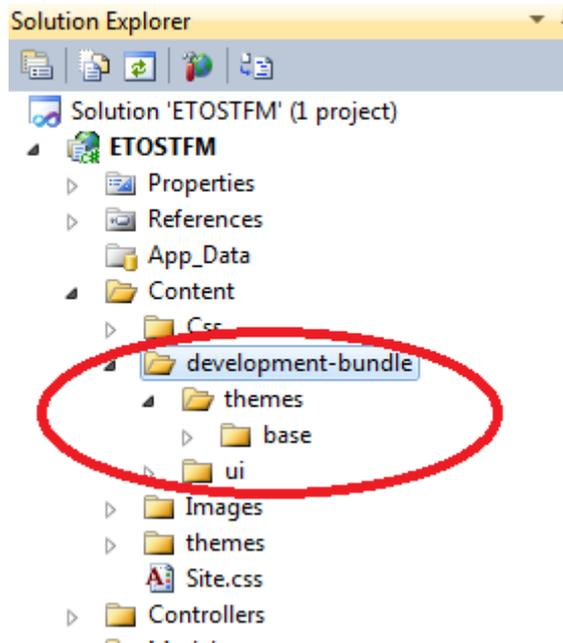 Solution Explorer
Solution 'ETOSTFM' (1 project)
ETOSTFM
Properties
References
App_Data
Content
Css
development-bundle
themes
base
ui
Images
themes
Site.css
Controllers